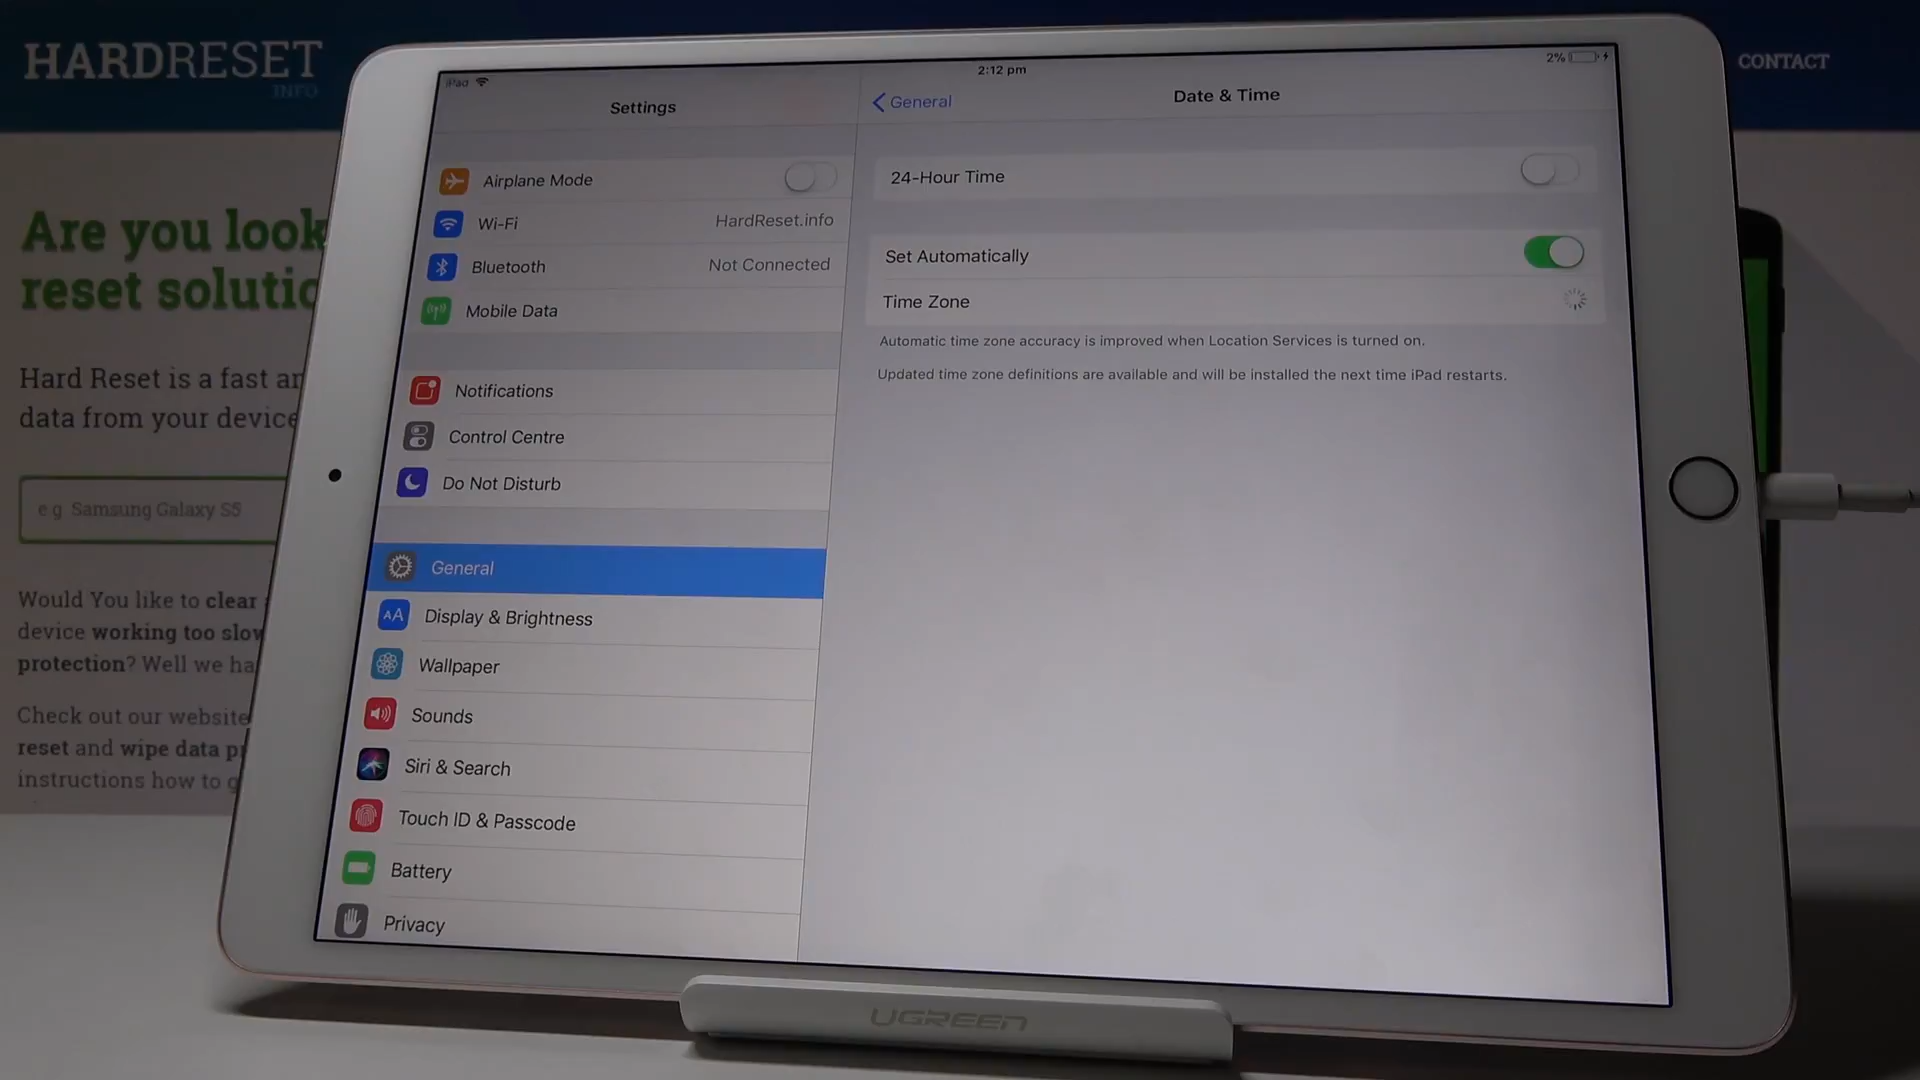 HARDRESET
INFO
CONTACT
Are you look
reset solutio
Hard Reset is a fast an
data from your device
e.g. Samsung Galaxy S5
Would You like to clear
device working too slow
protection? Well we ha
Check out our website
reset and wipe data p
instructions how to g
iPad
2:12 pm
2%
Settings
Airplane Mode
Wi-Fi HardReset.info
Bluetooth Not Connected
Mobile Data
Notifications
Control Centre
Do Not Disturb
General
AA Display & Brightness
Wallpaper
Sounds
Siri & Search
Touch ID & Passcode
Battery
Privacy
General
Date & Time
24-Hour Time
Set Automatically
Time Zone
Automatic time zone accuracy is improved when Location Services is turned on.
Updated time zone definitions are available and will be installed the next time iPad restarts.
UGREEN